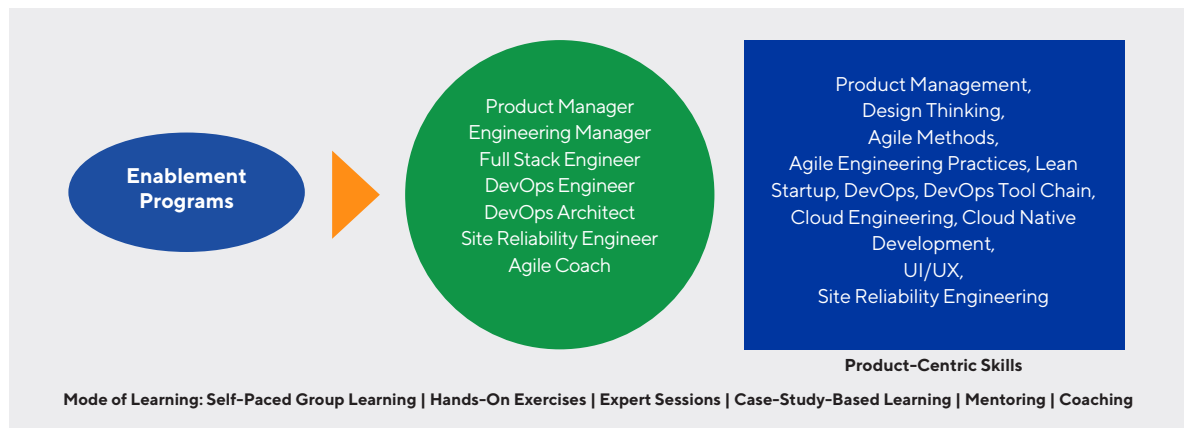 Enablement
Programs
Product Manager
Engineering Manager
Full Stack Engineer
DevOps Engineer
DevOps Architect
Site Reliability Engineer
Agile Coach
Product Management,
Design Thinking,
Agile Methods,
Agile Engineering Practices, Lean
Startup, DevOps, DevOps Tool Chain,
Cloud Engineering, Cloud Native
Development,
UI/UX,
Site Reliability Engineering
Product-Centric Skills
Mode of Learning: Self-Paced Group Learning | Hands-On Exercises | Expert Sessions | Case-Study-Based Learning | Mentoring | Coaching